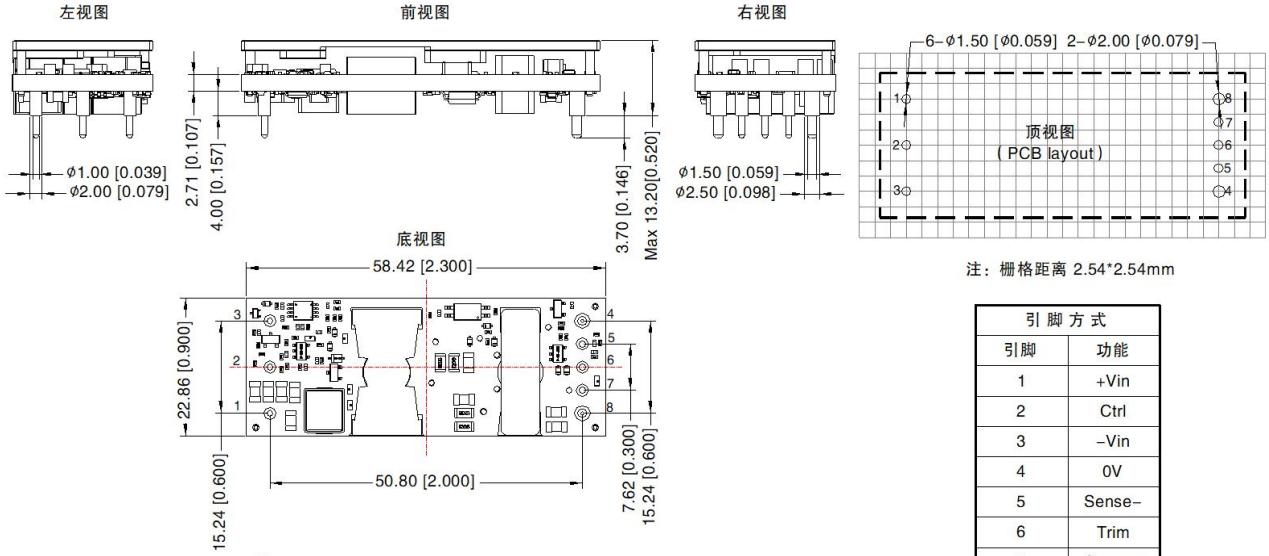 左视图
前视图
右视图
6-φ1.50 [φ0.059] 2-φ2.00 [φ0.079]
1
2
3
8
7
6
5
4
顶视图
( PCB layout )
φ1.00 [0.039]
φ2.00 [0.079]
2.71 [0.107]
4.00 [0.157]
3.70 [0.146]
Max 13.20[0.520]
φ1.50 [0.059]
φ2.50 [0.098]
注: 栅格距离 2.54*2.54mm
底视图
58.42 [2.300]
22.86 [0.900]
3
2
1
4
5
6
7
8
15.24 [0.600]
50.80 [2.000]
7.62 [0.300]
15.24 [0.600]
引脚方式
引脚 功能
1 +Vin
2 Ctrl
3 -Vin
4 0V
5 Sense-
6 Trim